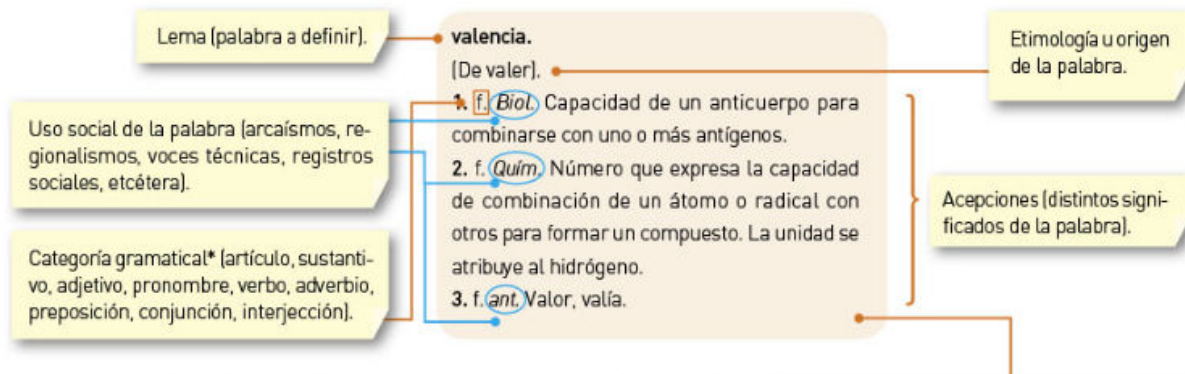 Lema (palabra a definir).
valencia.
(De valer).
1. f. Biol. Capacidad de un anticuerpo para
combinarse con uno o más antígenos.
2. f. Quím. Número que expresa la capacidad
de combinación de un átomo o radical con
otros para formar un compuesto. La unidad se
atribuye al hidrógeno.
3. f. ant. Valor, valía.
Etimología u origen
de la palabra.
Uso social de la palabra (arcaísmos, re-
gionalismos, voces técnicas, registros
sociales, etcétera).
Acepciones (distintos signi-
ficados de la palabra).
Categoría gramatical* (artículo, sustanti-
vo, adjetivo, pronombre, verbo, adverbio,
preposición, conjunción, interjección).